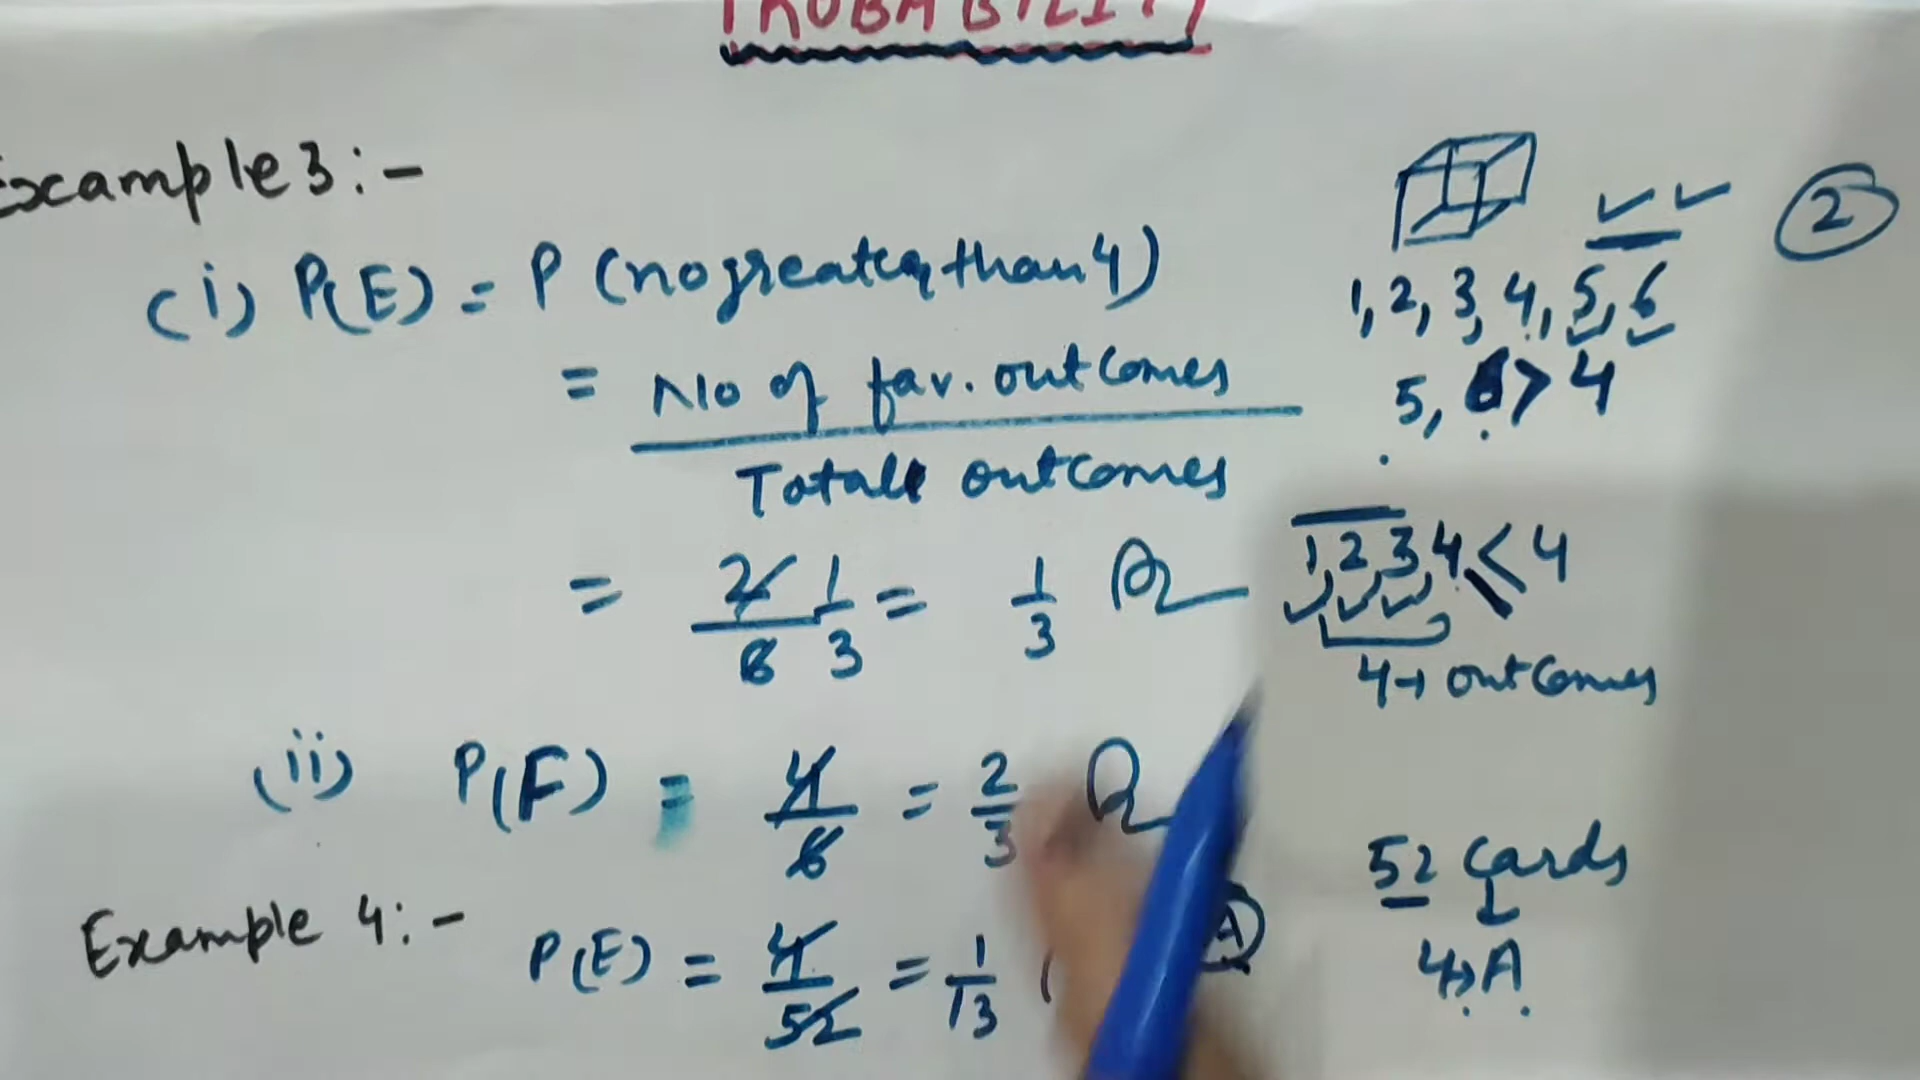 PROBABILITY
Example 3:-
(i) P(E) = P (no greater than 4)
= No of fav. outcomes
Total outcomes
= 2/6 1/3 = 1/3
(ii) P(F) = 4/6 = 2/3
Example 4:-
P(E) = 4/52 = 1/13 (
A
2
1, 2, 3, 4, 5, 6
5, 6 > 4
1, 2, 3, 4 < 4
4→ outcomes
52 cards
4→A